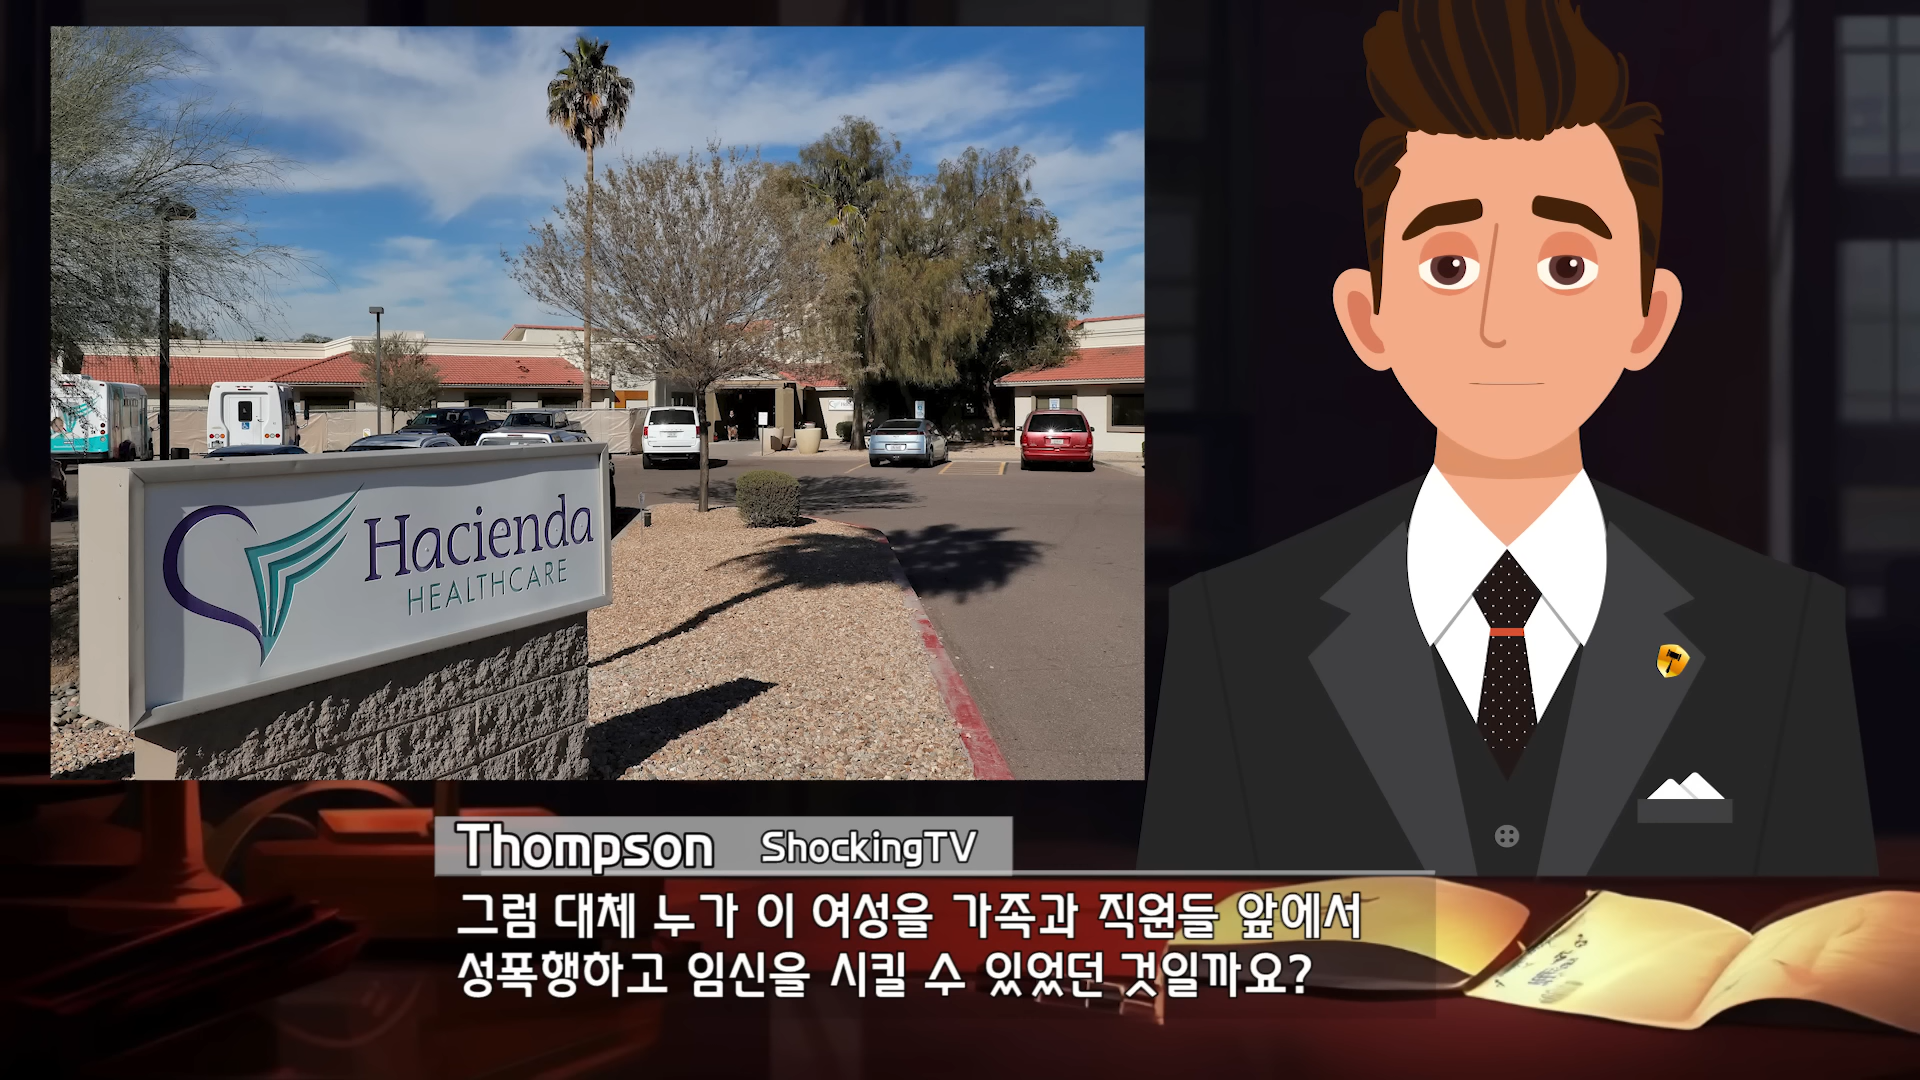 Hacienda
HEALTHCARE
Thompson ShockingTV
그럼 대체 누가 이 여성을 가족과 직원들 앞에서
성폭행하고 임신을 시킬 수 있었던 것일까요?